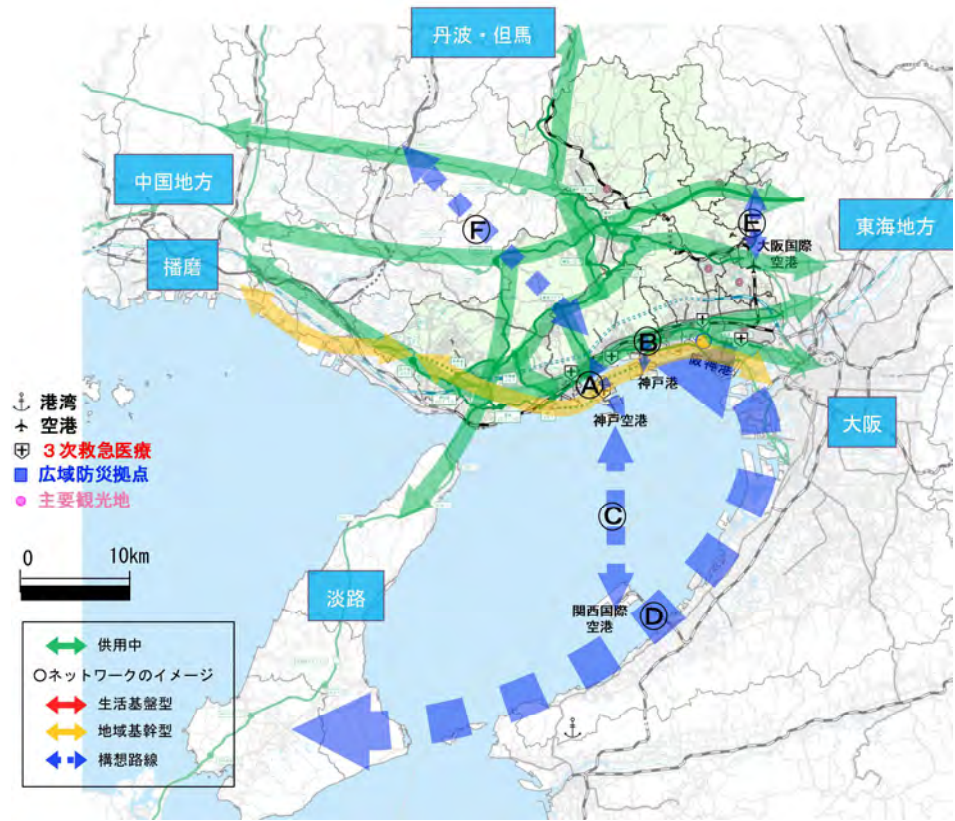 丹波・但馬
中国地方
播磨
Ⓕ
Ⓔ
大阪国際
空港
東海地方
Ⓑ
阪神港
Ⓐ
神戸港
神戸空港
大阪
港湾
空港
3次救急医療
広域防災拠点
主要観光地
Ⓒ
0 10km
淡路
関西国際
空港
Ⓓ
供用中
○ネットワークのイメージ
生活基盤型
地域基幹型
構想路線